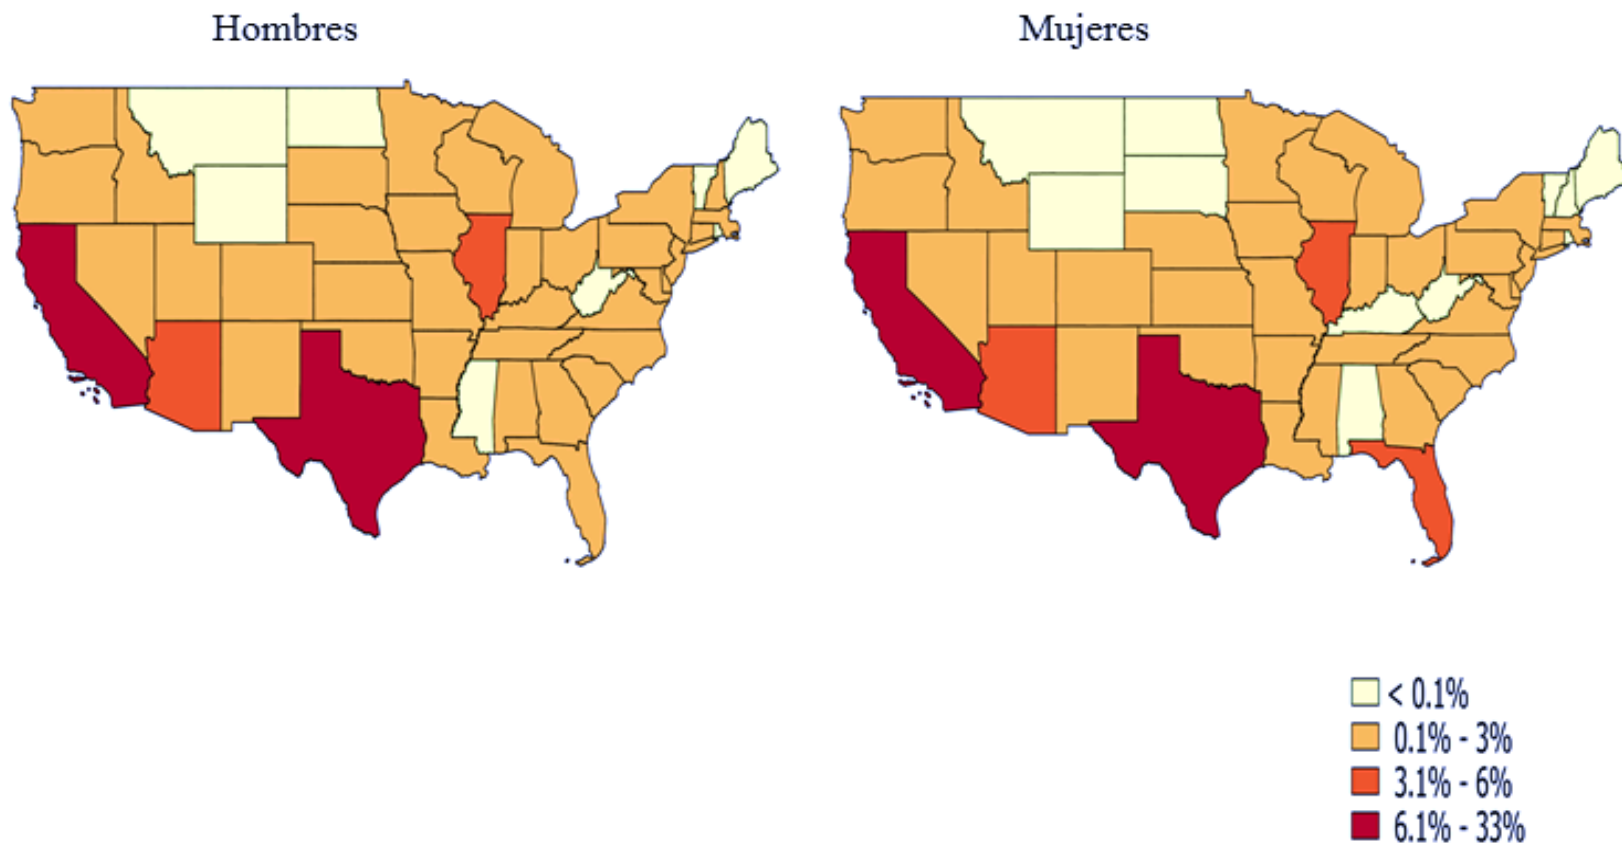 Hombres
Mujeres
< 0.1%
0.1% - 3%
3.1% - 6%
6.1% - 33%